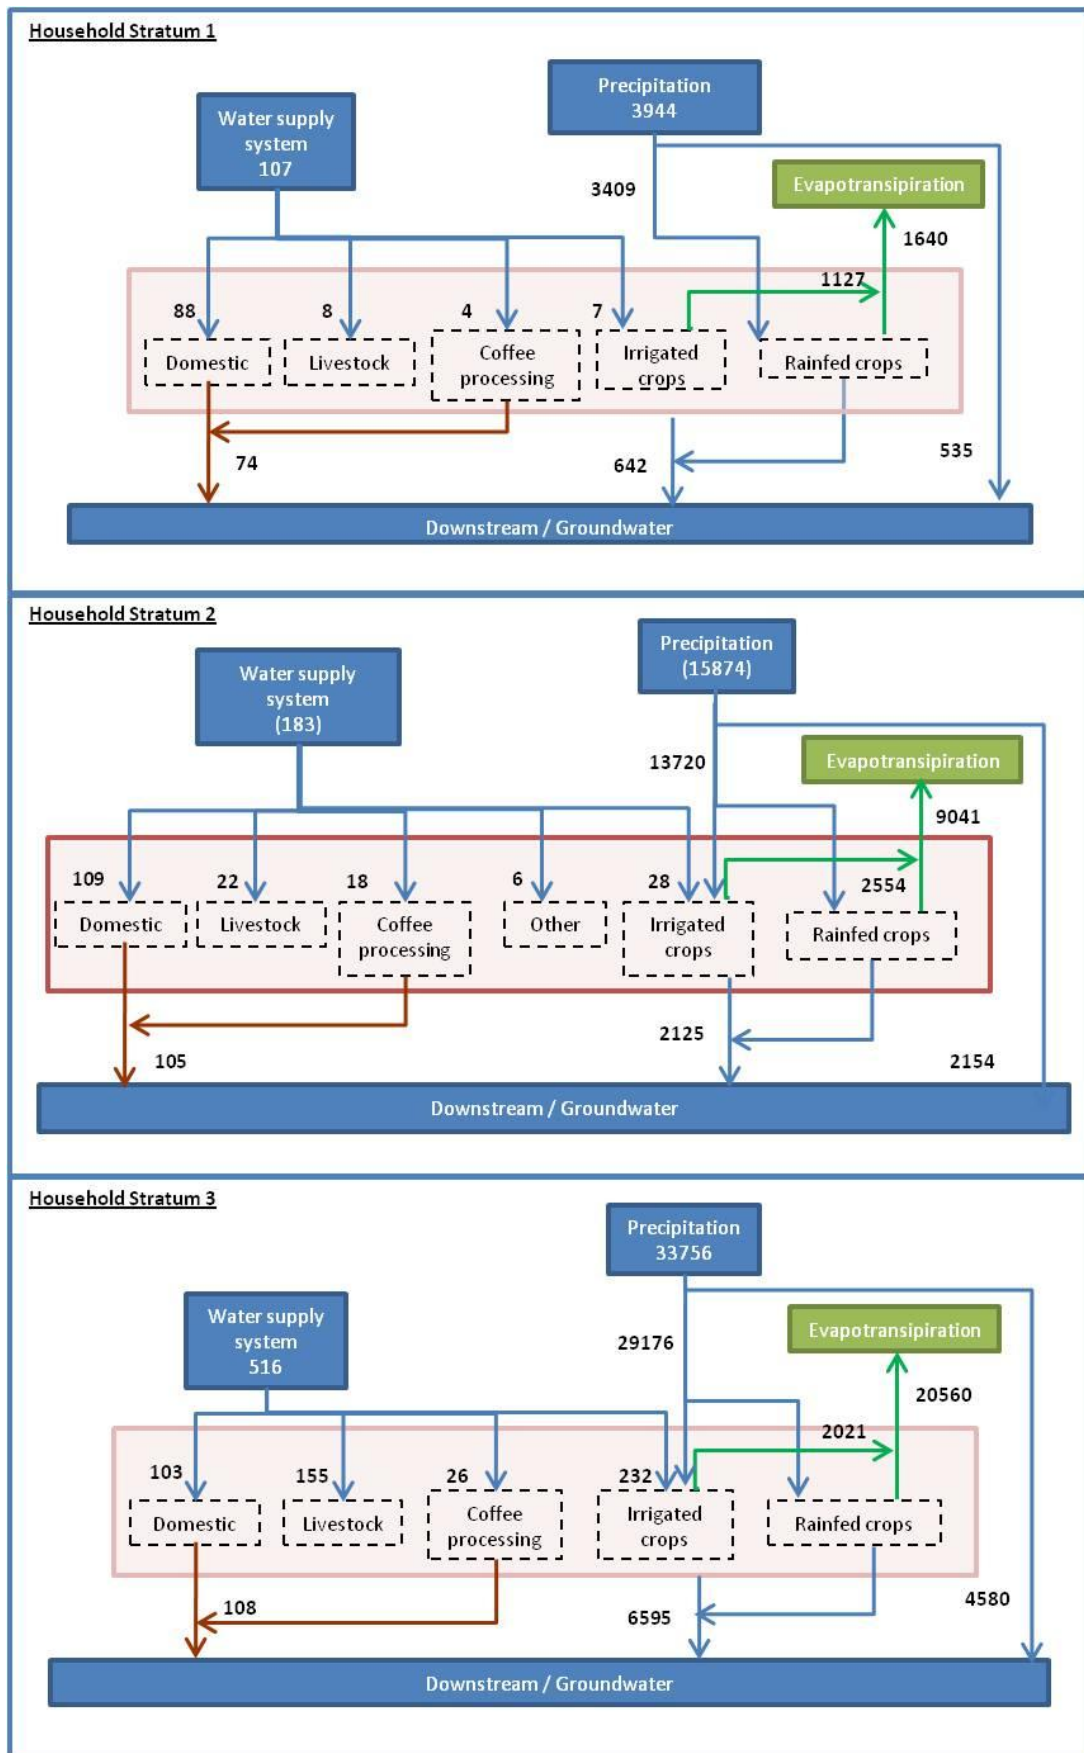 Household Stratum 1
Precipitation
3944
Water supply
system
107
Evapotransipiration
3409
1640
1127
88
8
4
7
Domestic
Livestock
Coffee
processing
Irrigated
crops
Rainfed crops
74
642
535
Downstream / Groundwater
Household Stratum 2
Precipitation
(15874)
Water supply
system
(183)
13720
Evapotransipiration
9041
109
22
18
6
28
2554
Domestic
Livestock
Coffee
processing
Other
Irrigated
crops
Rainfed crops
105
2125
2154
Downstream / Groundwater
Household Stratum 3
Precipitation
33756
Water supply
system
516
29176
Evapotransipiration
20560
2021
103
155
26
232
Domestic
Livestock
Coffee
processing
Irrigated
crops
Rainfed crops
108
6595
4580
Downstream / Groundwater